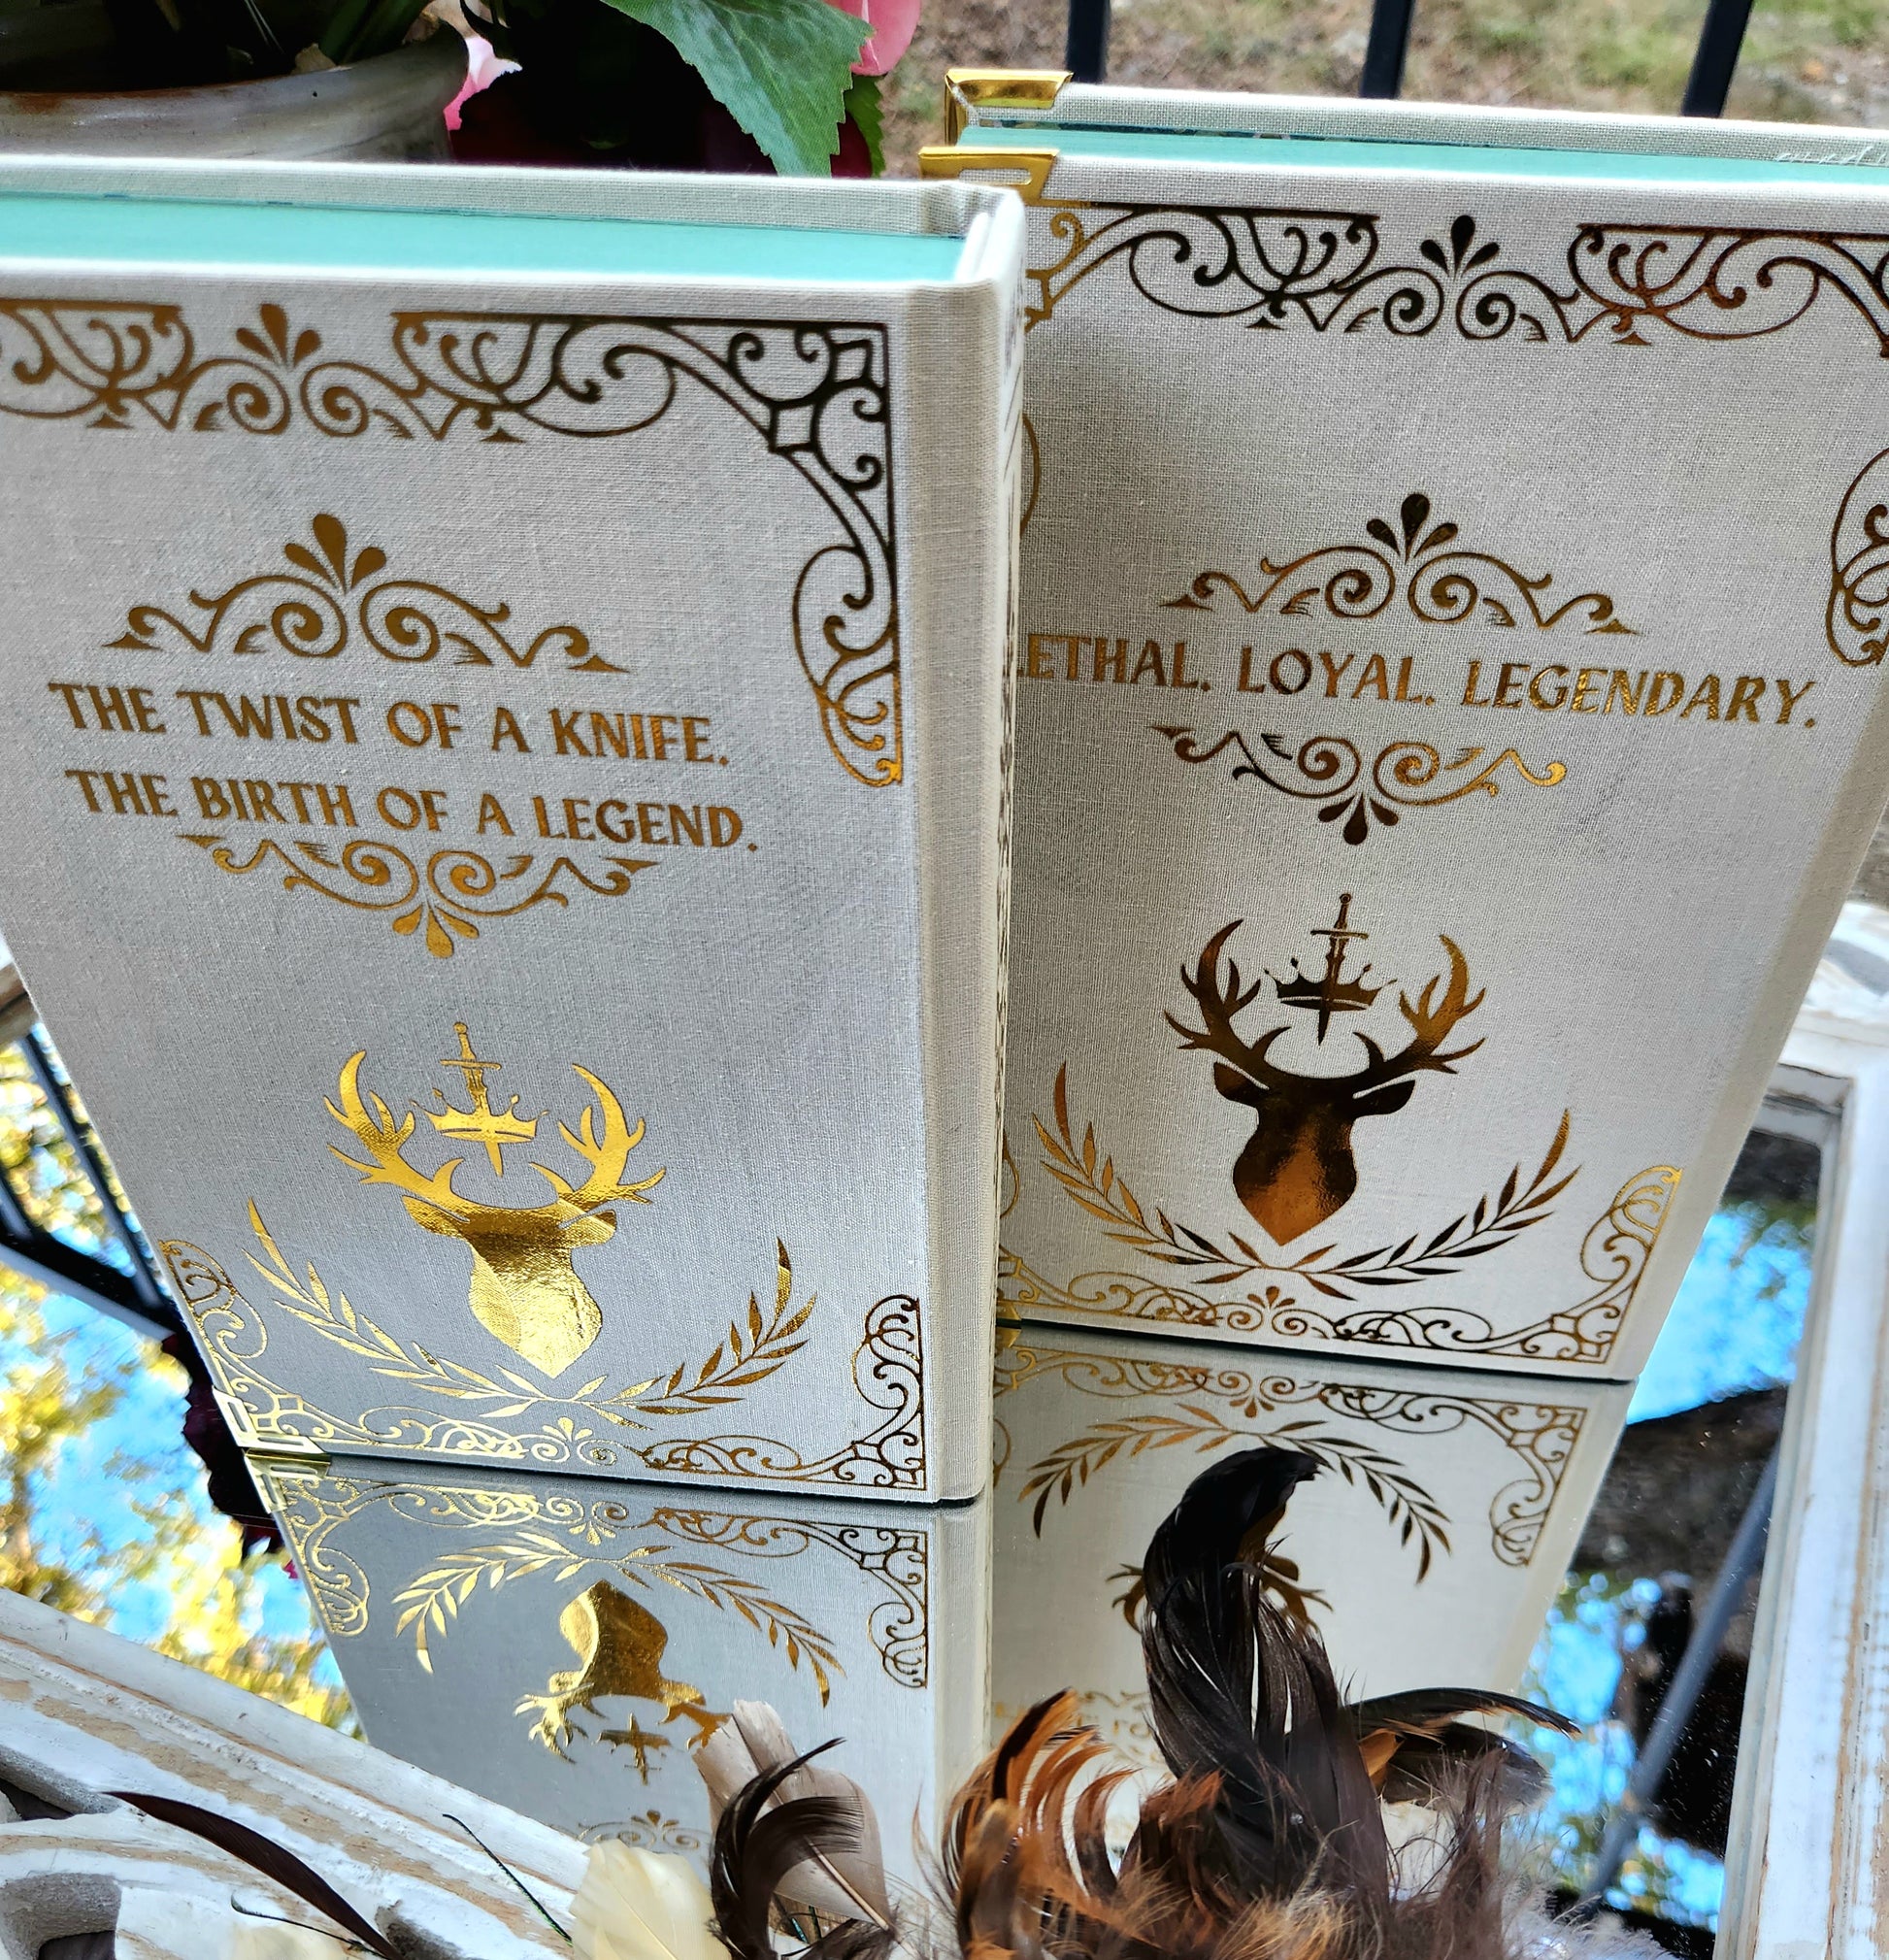 THE TWIST OF A KNIFE.
THE BIRTH OF A LEGEND.
LETHAL. LOYAL. LEGENDARY.